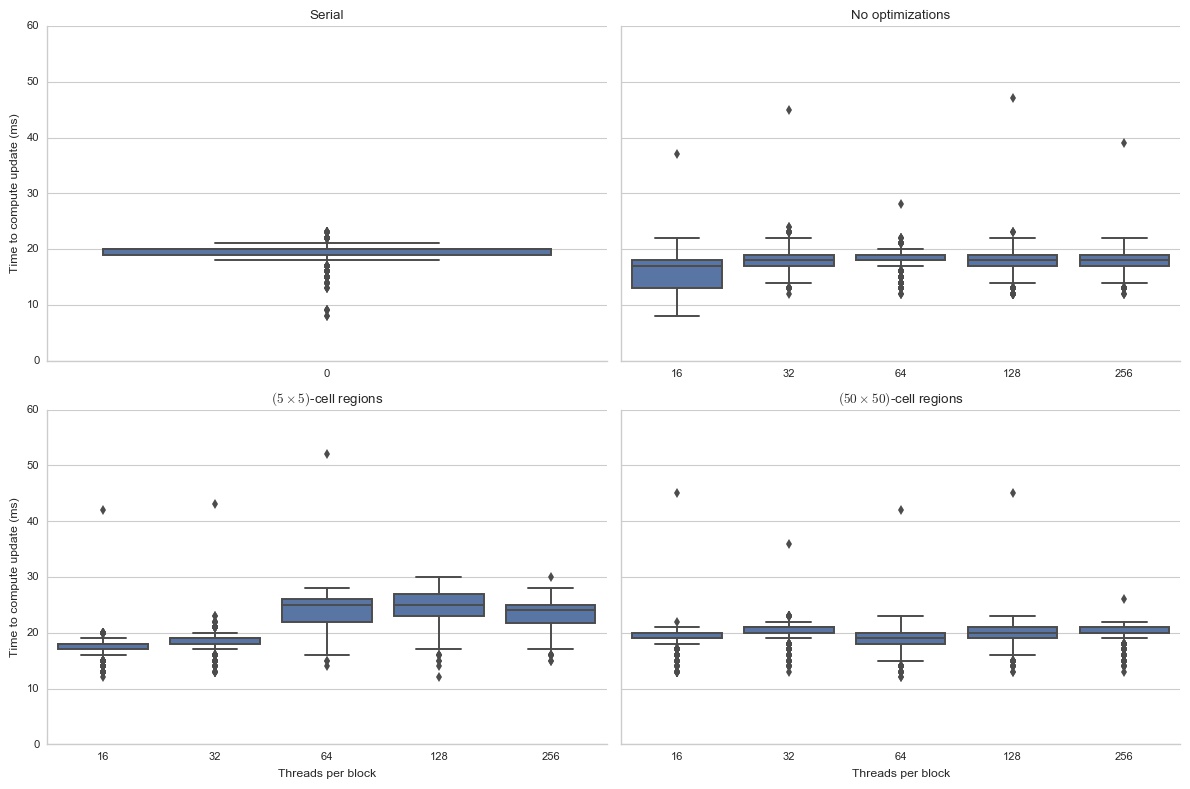 Serial
No optimizations
Time to compute update (ms)
60
50
40
30
20
10
0
0
16 32 64 128 256
(5 × 5)-cell regions
(50 × 50)-cell regions
Time to compute update (ms)
60
50
40
30
20
10
0
16 32 64 128 256
Threads per block
16 32 64 128 256
Threads per block